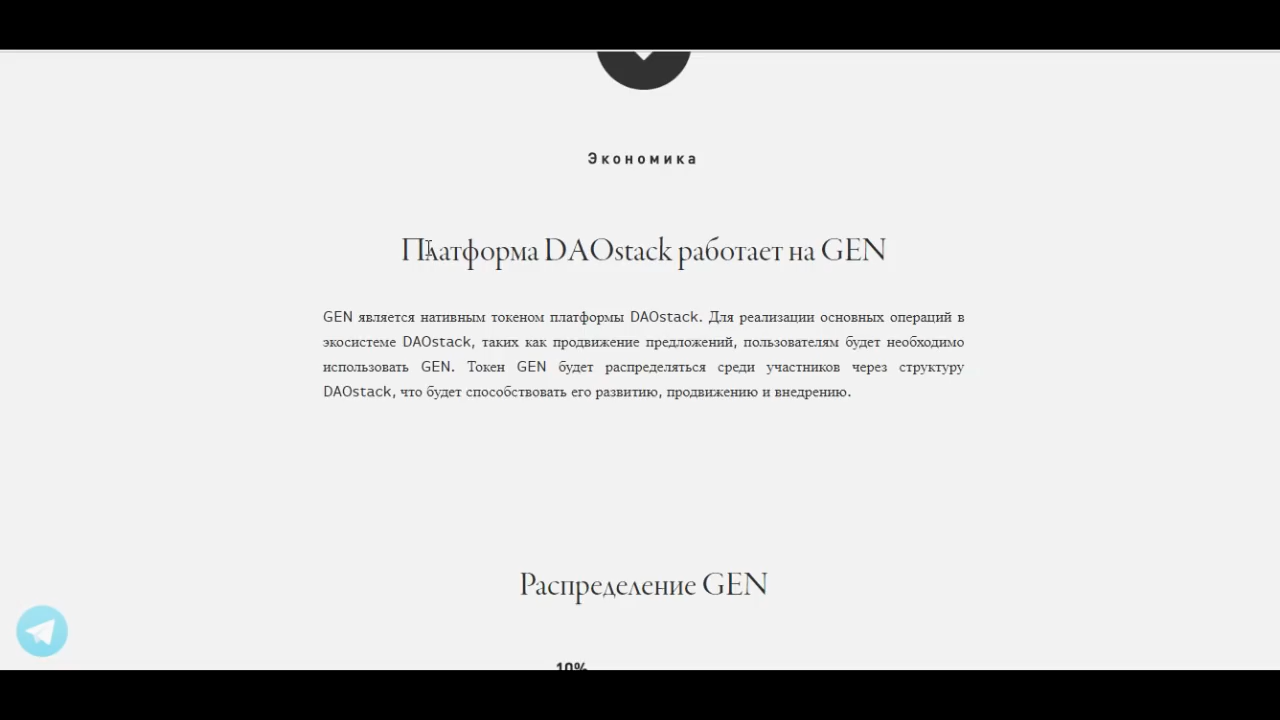 Экономика
Платформа DAOstack работает на GEN
GEN является нативным токеном платформы DAOstack. Для реализации основных операций в
экосистеме DAOstack, таких как продвижение предложений, пользователям будет необходимо
использовать GEN. Токен GEN будет распределяться среди участников через структуру
DAOstack, что будет способствовать его развитию, продвижению и внедрению.
Распределение GEN
10%